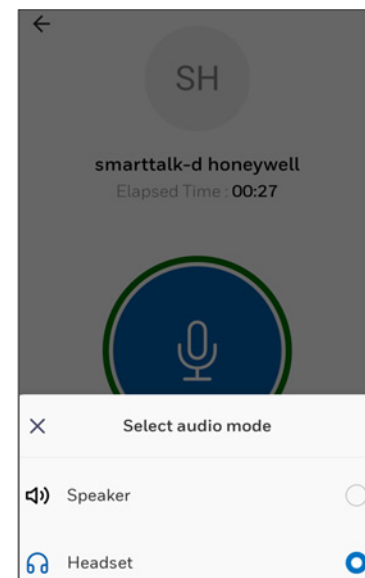 SH
smarttalk-d honeywell
Elapsed Time : 00:27
Select audio mode
Speaker
Headset